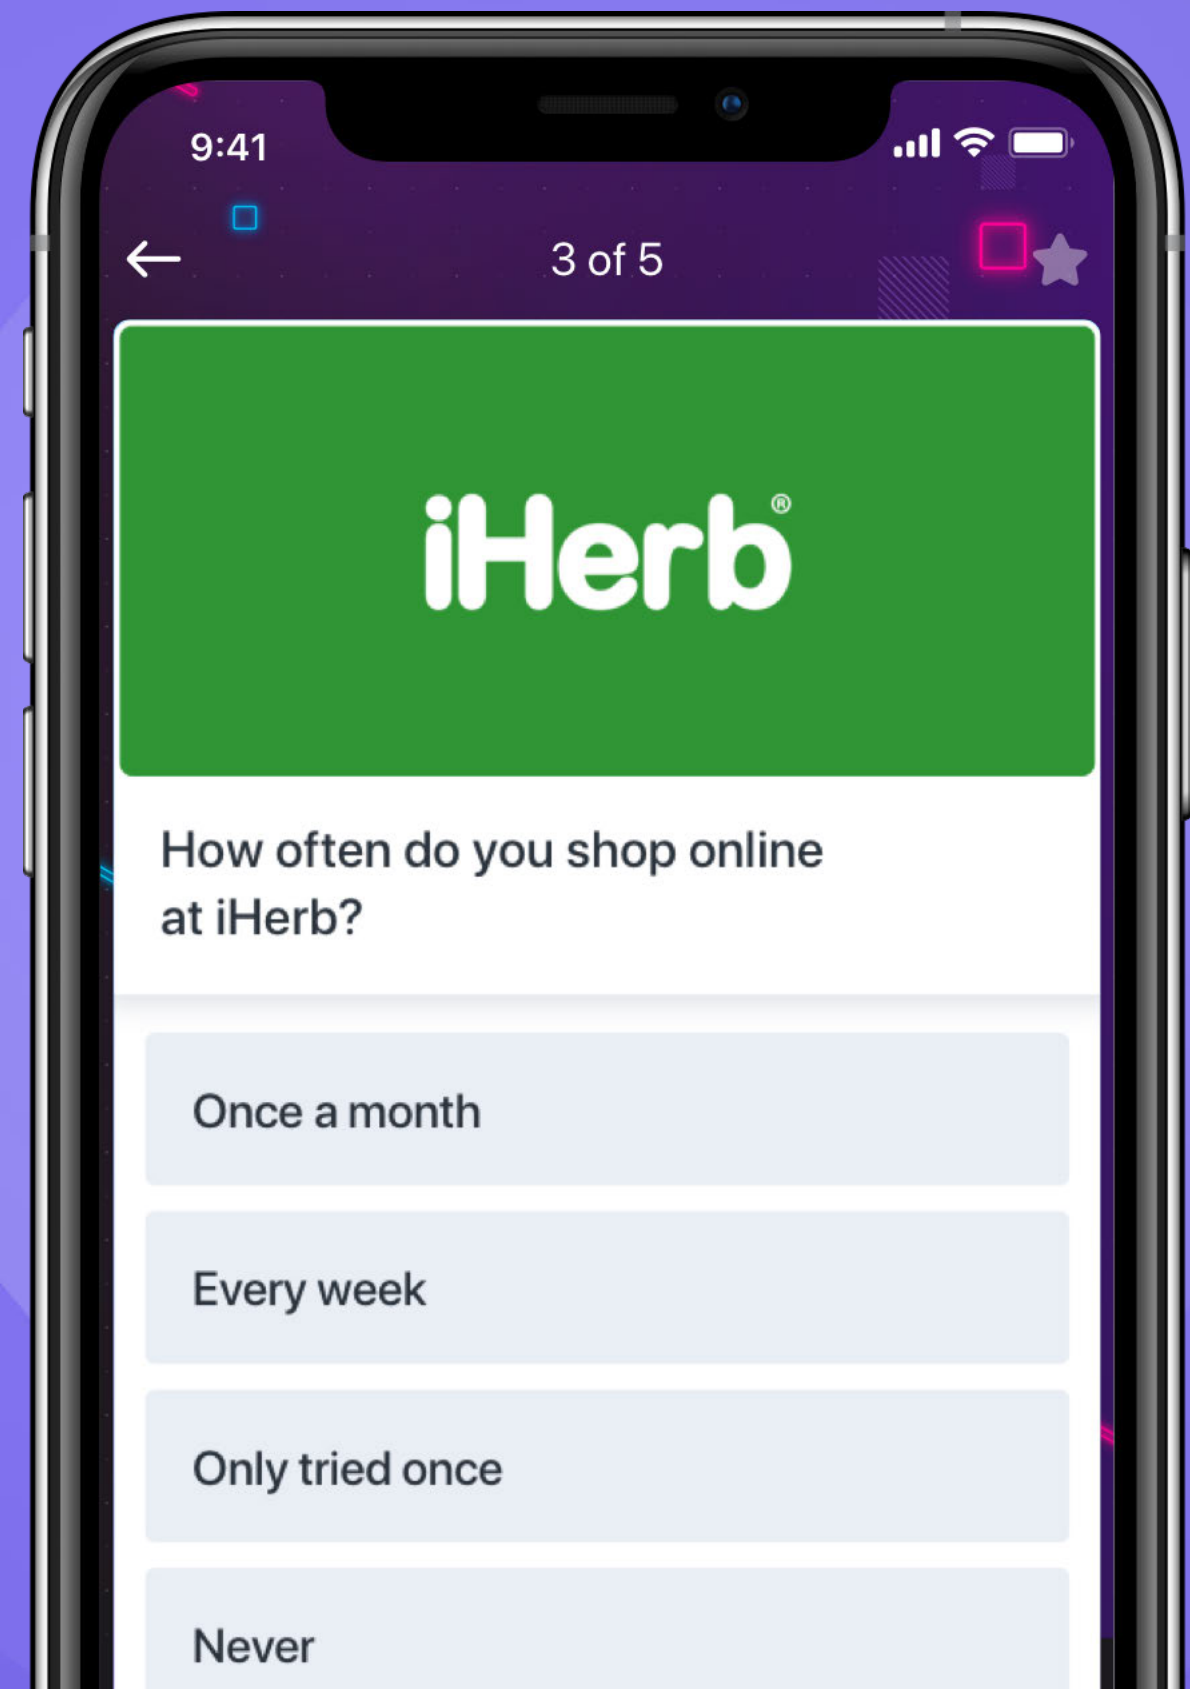 9:41
3 of 5
iHerb®
How often do you shop online
at iHerb?
Once a month
Every week
Only tried once
Never